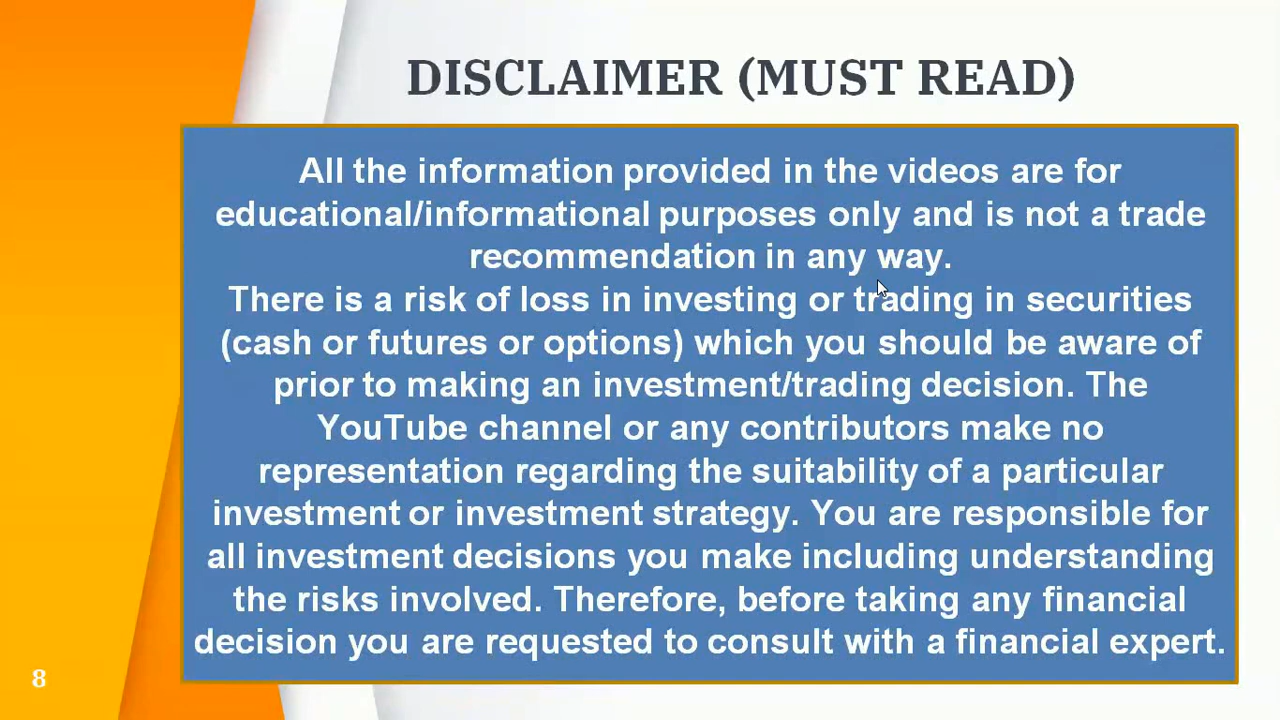 DISCLAIMER (MUST READ)
All the information provided in the videos are for
educational/informational purposes only and is not a trade
recommendation in any way.
There is a risk of loss in investing or trading in securities
(cash or futures or options) which you should be aware of
prior to making an investment/trading decision. The
YouTube channel or any contributors make no
representation regarding the suitability of a particular
investment or investment strategy. You are responsible for
all investment decisions you make including understanding
the risks involved. Therefore, before taking any financial
decision you are requested to consult with a financial expert.
8